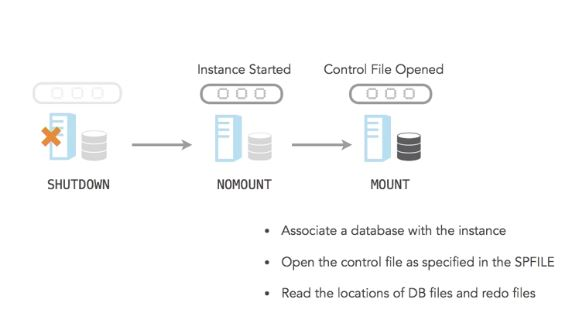 Instance Started
Control File Opened
SHUTDOWN
NOMOUNT
MOUNT
• Associate a database with the instance
• Open the control file as specified in the SPFILE
• Read the locations of DB files and redo files